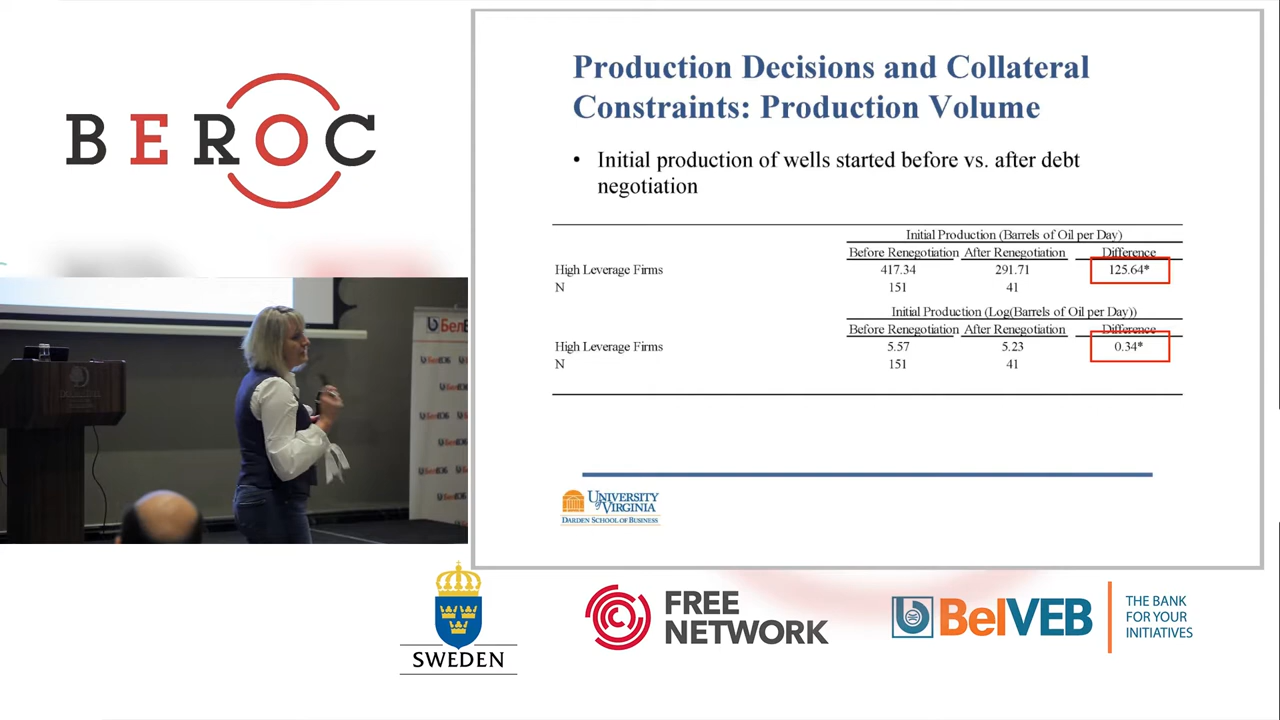 BEROC
Production Decisions and Collateral
Constraints: Production Volume
• Initial production of wells started before vs. after debt
negotiation
Initial Production (Barrels of Oil per Day)
Before Renegotiation After Renegotiation Difference
High Leverage Firms 417.34 291.71 125.64*
N 151 41
Initial Production (Log(Barrels of Oil per Day))
Before Renegotiation After Renegotiation Difference
High Leverage Firms 5.57 5.23 0.34*
N 151 41
UNIVERSITY
of VIRGINIA
DARDEN SCHOOL OF BUSINESS
SWEDEN
FREE
NETWORK
BelVEB
THE BANK
FOR YOUR
INITIATIVES